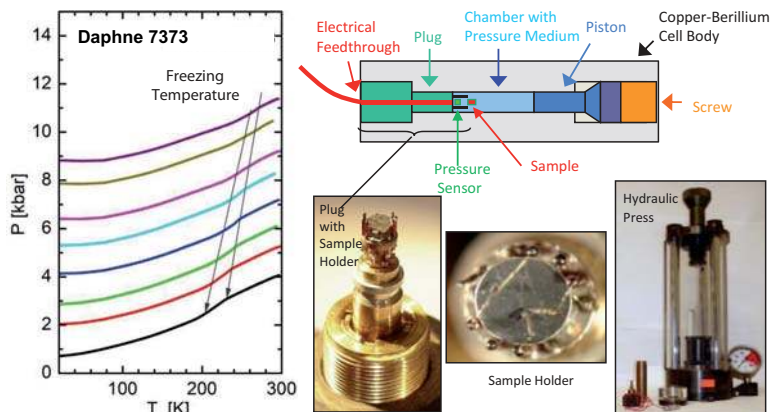 Daphne 7373
Freezing
Temperature
P [kbar]
14
12
10
8
6
4
2
0
100
200
300
T [K]
Electrical
Feedthrough
Plug
Chamber with
Pressure Medium
Piston
Copper-Berillium
Cell Body
Screw
Sample
Pressure
Sensor
Plug
with
Sample
Holder
Sample Holder
Hydraulic
Press